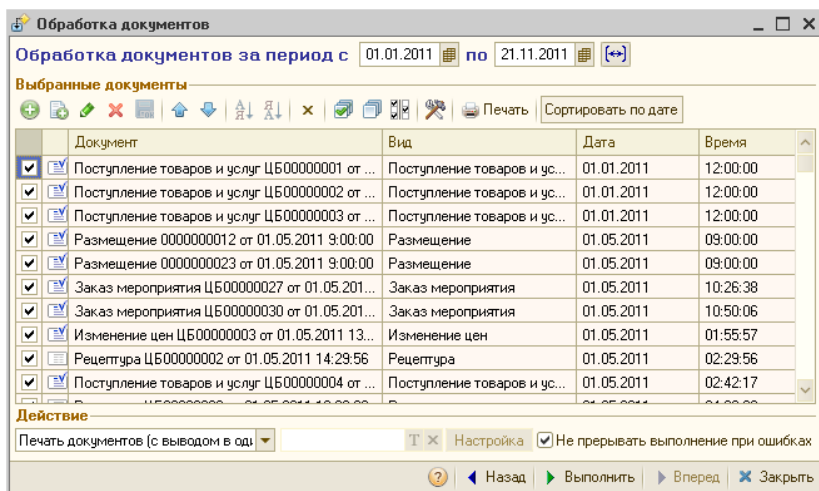 Обработка документов
Обработка документов за период с 01.01.2011 по 21.11.2011
Выбранные документы
Печать Сортировать по дате
Документ Вид Дата Время
Поступление товаров и услуг ЦБ00000001 от ... Поступление товаров и ус... 01.01.2011 12:00:00
Поступление товаров и услуг ЦБ00000002 от ... Поступление товаров и ус... 01.01.2011 12:00:00
Поступление товаров и услуг ЦБ00000003 от ... Поступление товаров и ус... 01.01.2011 12:00:00
Размещение 0000000012 от 01.05.2011 9:00:00 Размещение 01.05.2011 09:00:00
Размещение 0000000023 от 01.05.2011 9:00:00 Размещение 01.05.2011 09:00:00
Заказ мероприятия ЦБ00000027 от 01.05.201... Заказ мероприятия 01.05.2011 10:26:38
Заказ мероприятия ЦБ00000030 от 01.05.201... Заказ мероприятия 01.05.2011 10:50:06
Изменение цен ЦБ00000003 от 01.05.2011 13... Изменение цен 01.05.2011 01:55:57
Рецептура ЦБ00000002 от 01.05.2011 14:29:56 Рецептура 01.05.2011 02:29:56
Поступление товаров и услуг ЦБ00000004 от ... Поступление товаров и ус... 01.05.2011 02:42:17
Действие
Печать документов (с выводом в оди Настройка Не прерывать выполнение при ошибках
Назад Выполнить Вперед Закрыть